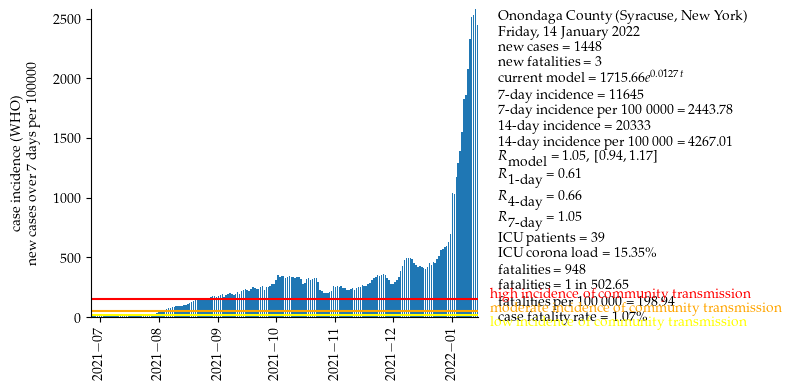 Onondaga County (Syracuse, New York)
Friday, 14 January 2022
new cases = 1448
new fatalities = 3
current model = 1715.66e^0.0127 t
7-day incidence = 11645
7-day incidence per 100 0000 = 2443.78
14-day incidence = 20333
14-day incidence per 100 000 = 4267.01
R model = 1.05, [0.94, 1.17]
R 1-day = 0.61
R 4-day = 0.66
R 7-day = 1.05
ICU patients = 39
ICU corona load = 15.35%
fatalities = 948
fatalities = 1 in 502.65
high incidence of community transmission
fatalities per 100 000 = 198.94
moderate incidence of community transmission
case fatality rate = 1.07%
low incidence of community transmission
case incidence (WHO)
new cases over 7 days per 100000
2500
2000
1500
1000
500
0
2021−07
2021−08
2021−09
2021−10
2021−11
2021−12
2022−01